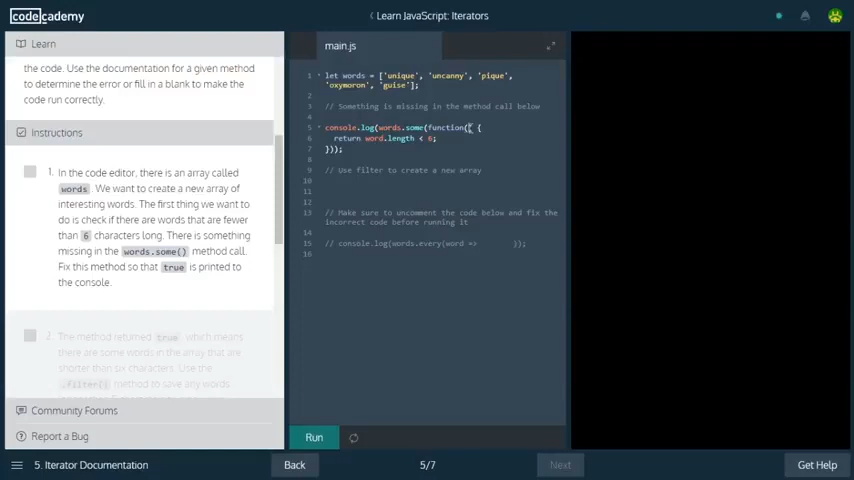 codecademy
Learn JavaScript: Iterators
Learn
the code. Use the documentation for a given method
to determine the error or fill in a blank to make the
code run correctly.
Instructions
1. In the code editor, there is an array called
words. We want to create a new array of
interesting words. The first thing we want to
do is check if there are words that are fewer
than 6 characters long. There is something
missing in the words.some() method call.
Fix this method so that true is printed to
the console.
2. The method returned true which means
there are some words in the array that are
shorter than six characters. Use the
.filter() method to save any words
Community Forums
Report a Bug
main.js
1 let words = ['unique', 'uncanny', 'pique',
'oxymoron', 'guise'];
2
3 // Something is missing in the method call below
4
5 console.log(words.some(function() {
6 return word.length < 6;
7 }));
8
9 // Use filter to create a new array
10
11
12
13 // Make sure to uncomment the code below and fix the
incorrect code before running it
14
15 // console.log(words.every(word => });
16
Run
5. Iterator Documentation
Back
5/7
Next
Get Help